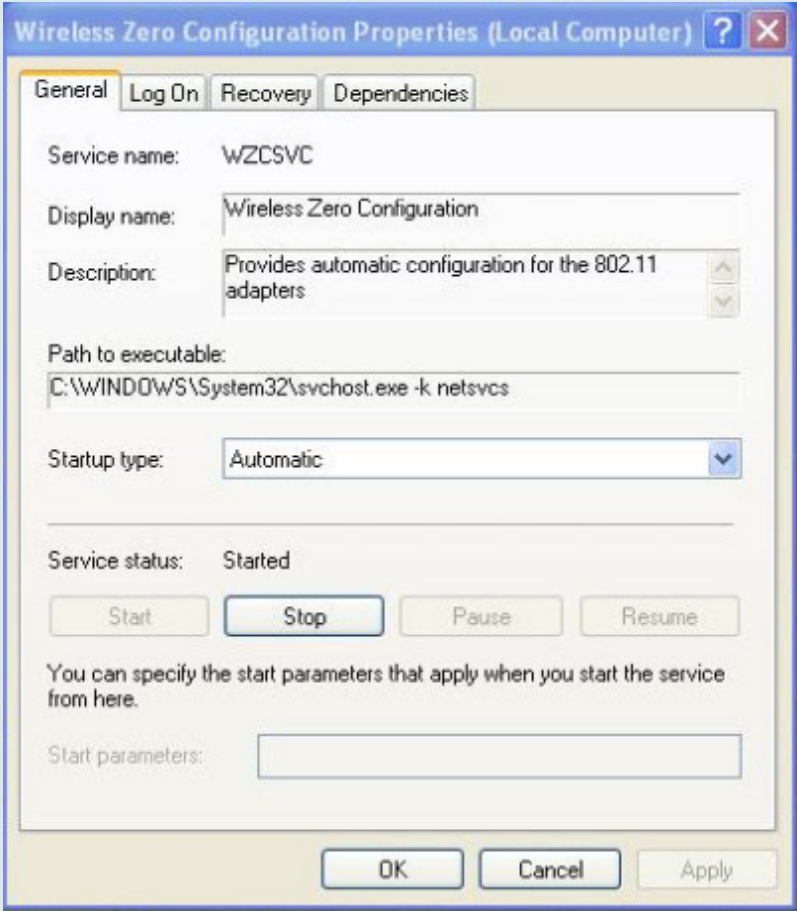 Wireless Zero Configuration Properties (Local Computer) ?
General Log On Recovery Dependencies
Service name: WZCSVC
Display name: Wireless Zero Configuration
Description: Provides automatic configuration for the 802.11
adapters
Path to executable:
C:\WINDOWS\System32\svchost.exe -k netsvcs
Startup type: Automatic
Service status: Started
Start Stop Pause Resume
You can specify the start parameters that apply when you start the service
from here.
Start parameters:
OK Cancel Apply